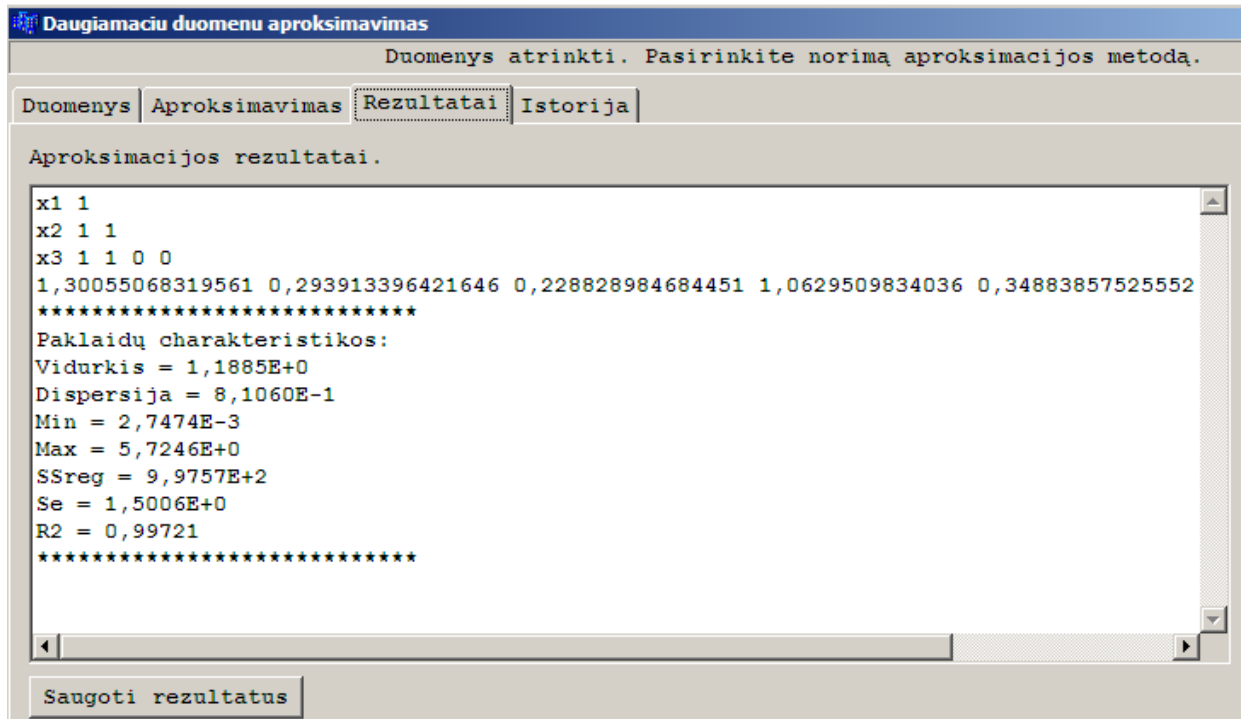 Daugiamaciu duomenu aproksimavimas
Duomenys atrinkti. Pasirinkite norimą aproksimacijos metodą.
Duomenys Aproksimavimas Rezultatai Istorija
Aproksimacijos rezultatai.
x1 1
x2 1 1
x3 1 1 0 0
1,30055068319561 0,293913396421646 0,228828984684451 1,0629509834036 0,34883857525552
****************************
Paklaidų charakteristikos:
Vidurkis = 1,1885E+0
Dispersija = 8,1060E-1
Min = 2,7474E-3
Max = 5,7246E+0
SSreg = 9,9757E+2
Se = 1,5006E+0
R2 = 0,99721
****************************
Saugoti rezultatus